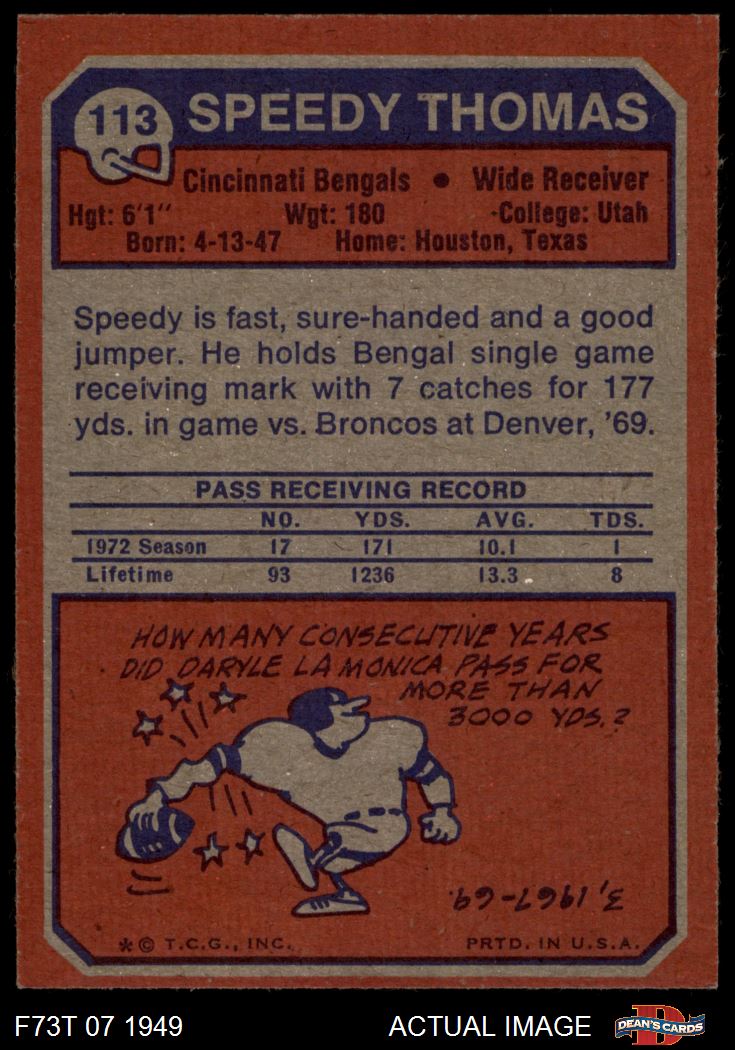 113 SPEEDY THOMAS
Cincinnati Bengals • Wide Receiver
Hgt: 6'1" Wgt: 180 College: Utah
Born: 4-13-47 Home: Houston, Texas
Speedy is fast, sure-handed and a good
jumper. He holds Bengal single game
receiving mark with 7 catches for 177
yds. in game vs. Broncos at Denver, '69.
PASS RECEIVING RECORD
NO. YDS. AVG. TDS.
1972 Season 17 171 10.1 1
Lifetime 93 1236 13.3 8
HOW MANY CONSECUTIVE YEARS
DID DARYLE LA MONICA PASS FOR
MORE THAN
3000 YDS.?
3, 1967-69
*© T.C.G., INC. PRTD. IN U.S.A.
F73T 07 1949 ACTUAL IMAGE DEAN'S CARDS